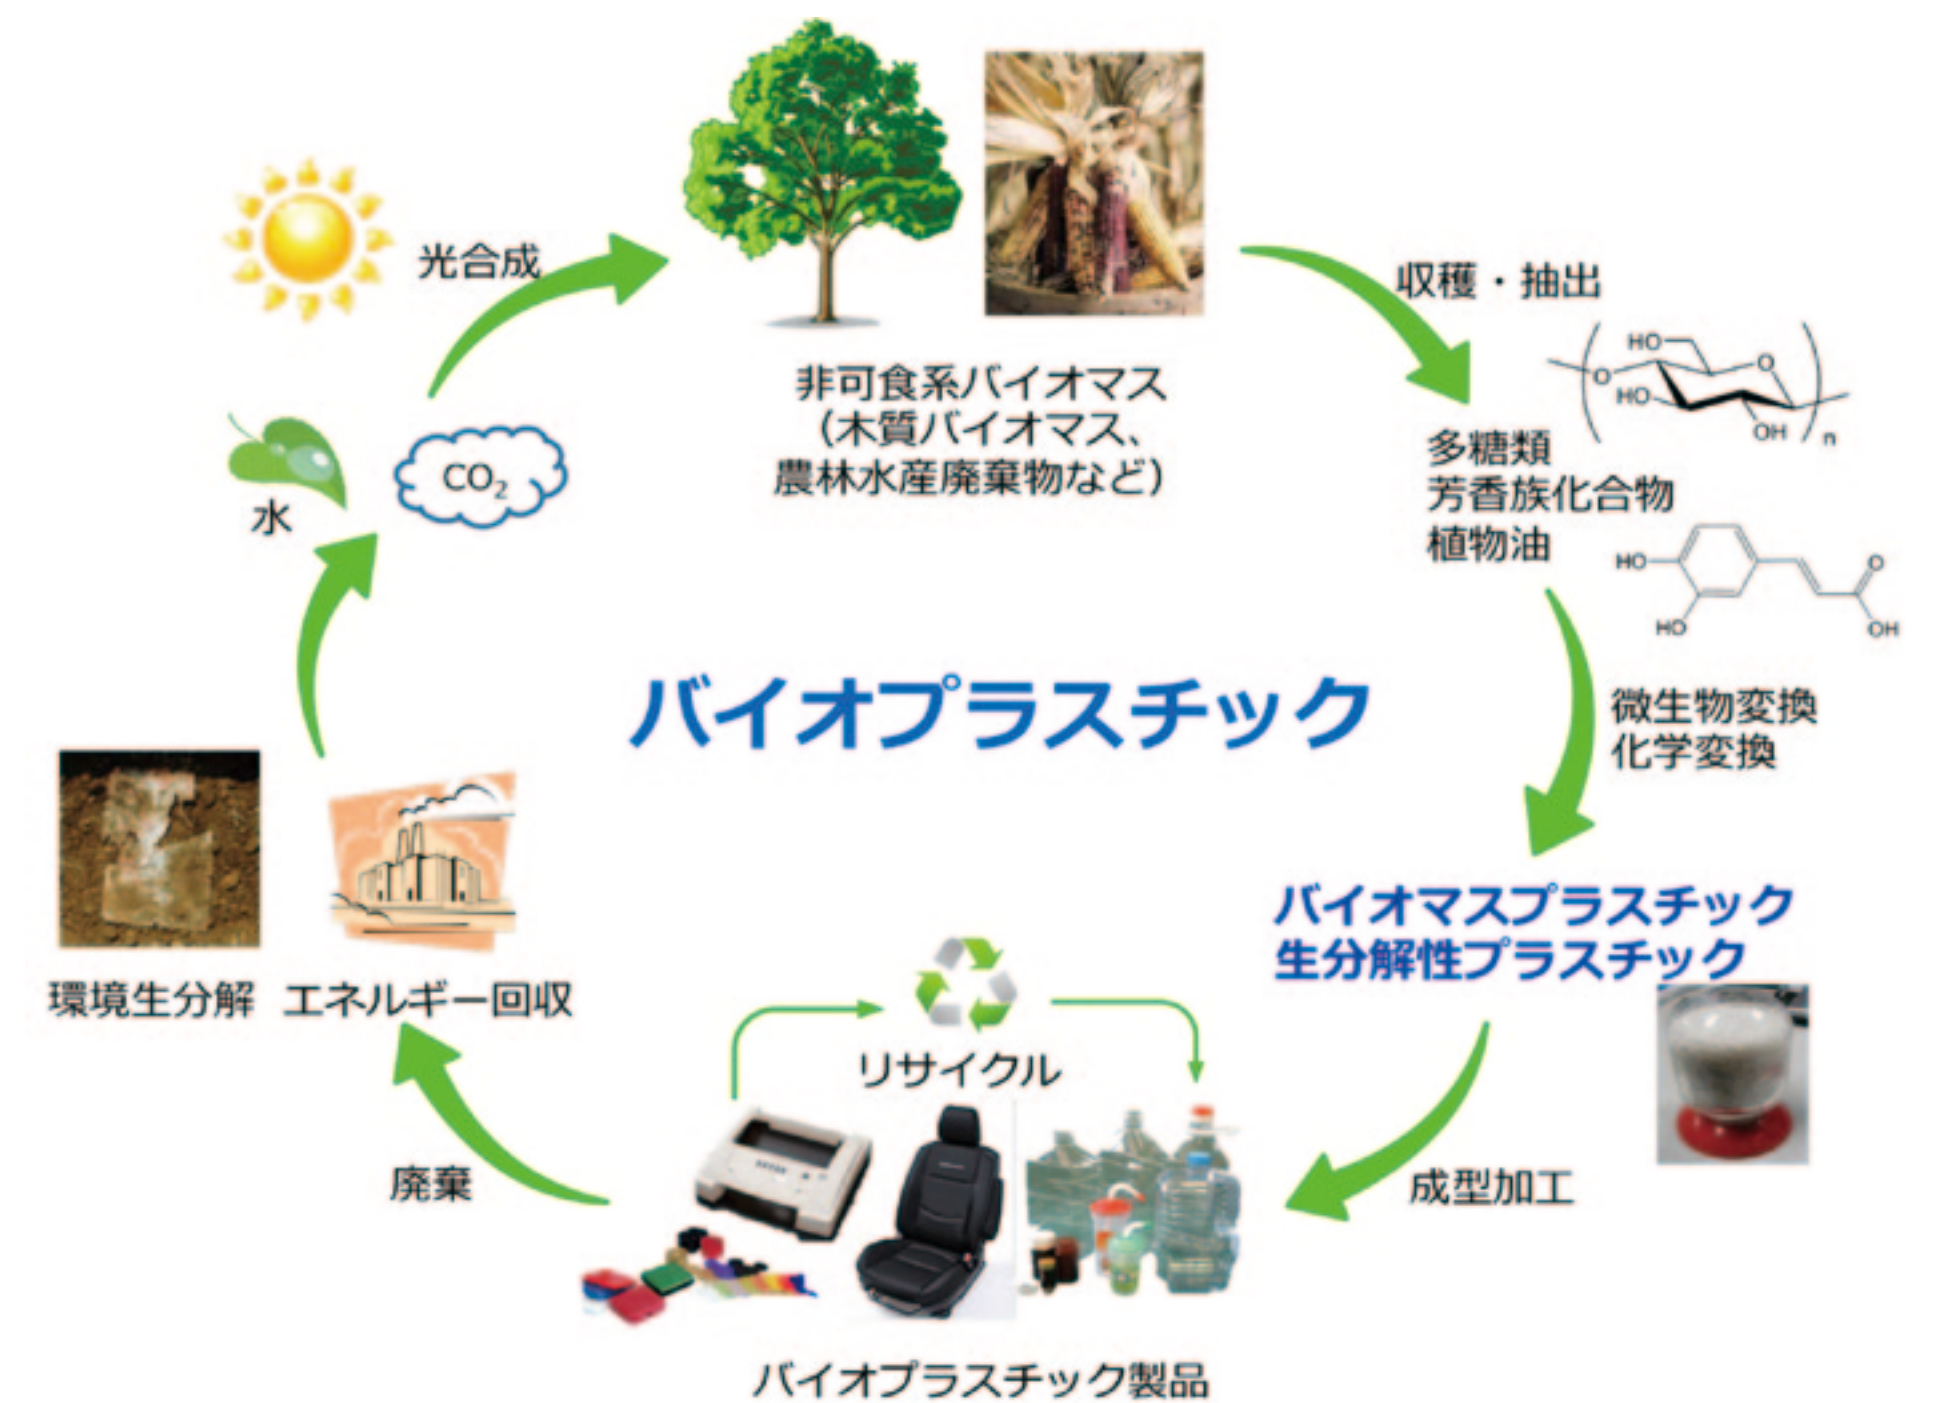 光合成
非可食系バイオマス
(木質バイオマス、
農林水産廃棄物など)
収穫・抽出
HO
O
O
HO
OH
n
多糖類
芳香族化合物
植物油
HO
O
HO
OH
微生物変換
化学変換
バイオマスプラスチック
生分解性プラスチック
成型加工
バイオプラスチック
リサイクル
バイオプラスチック製品
廃棄
環境生分解
エネルギー回収
水
CO₂